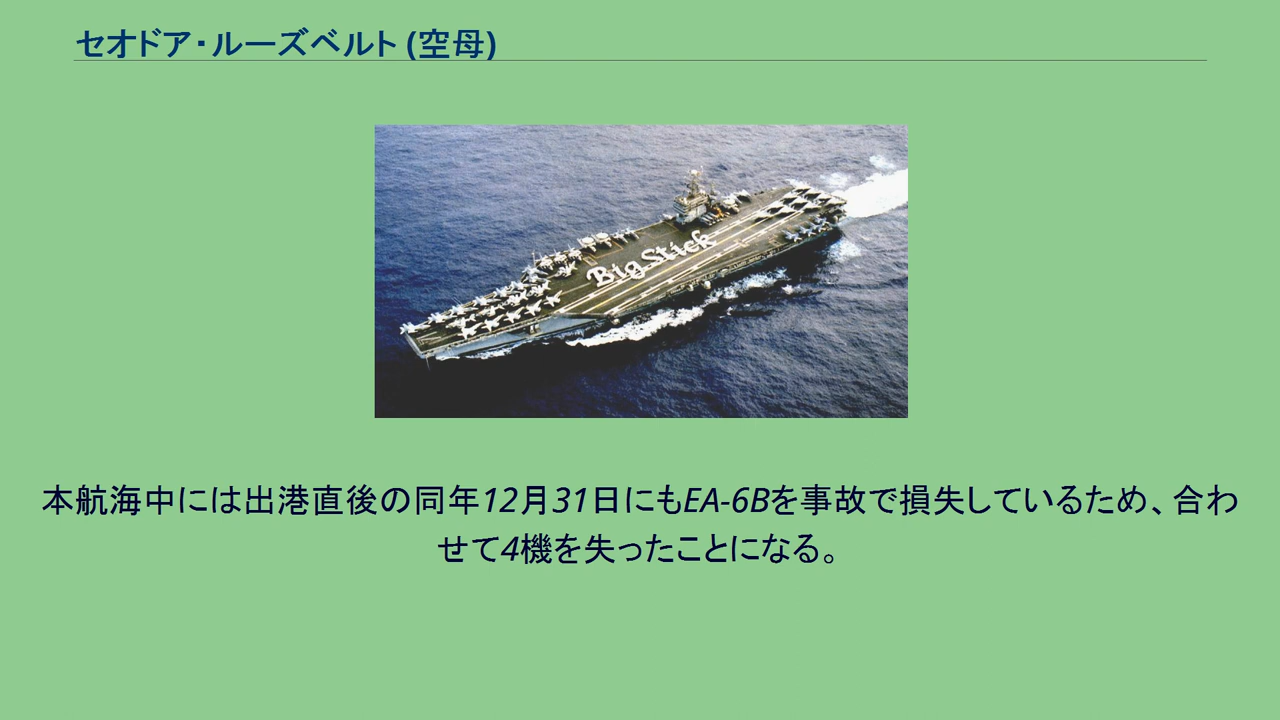 セオドア・ルーズベルト (空母)
Big Stick
本航海中には出港直後の同年12月31日にもEA-6Bを事故で損失しているため、合わ
せて4機を失ったことになる。